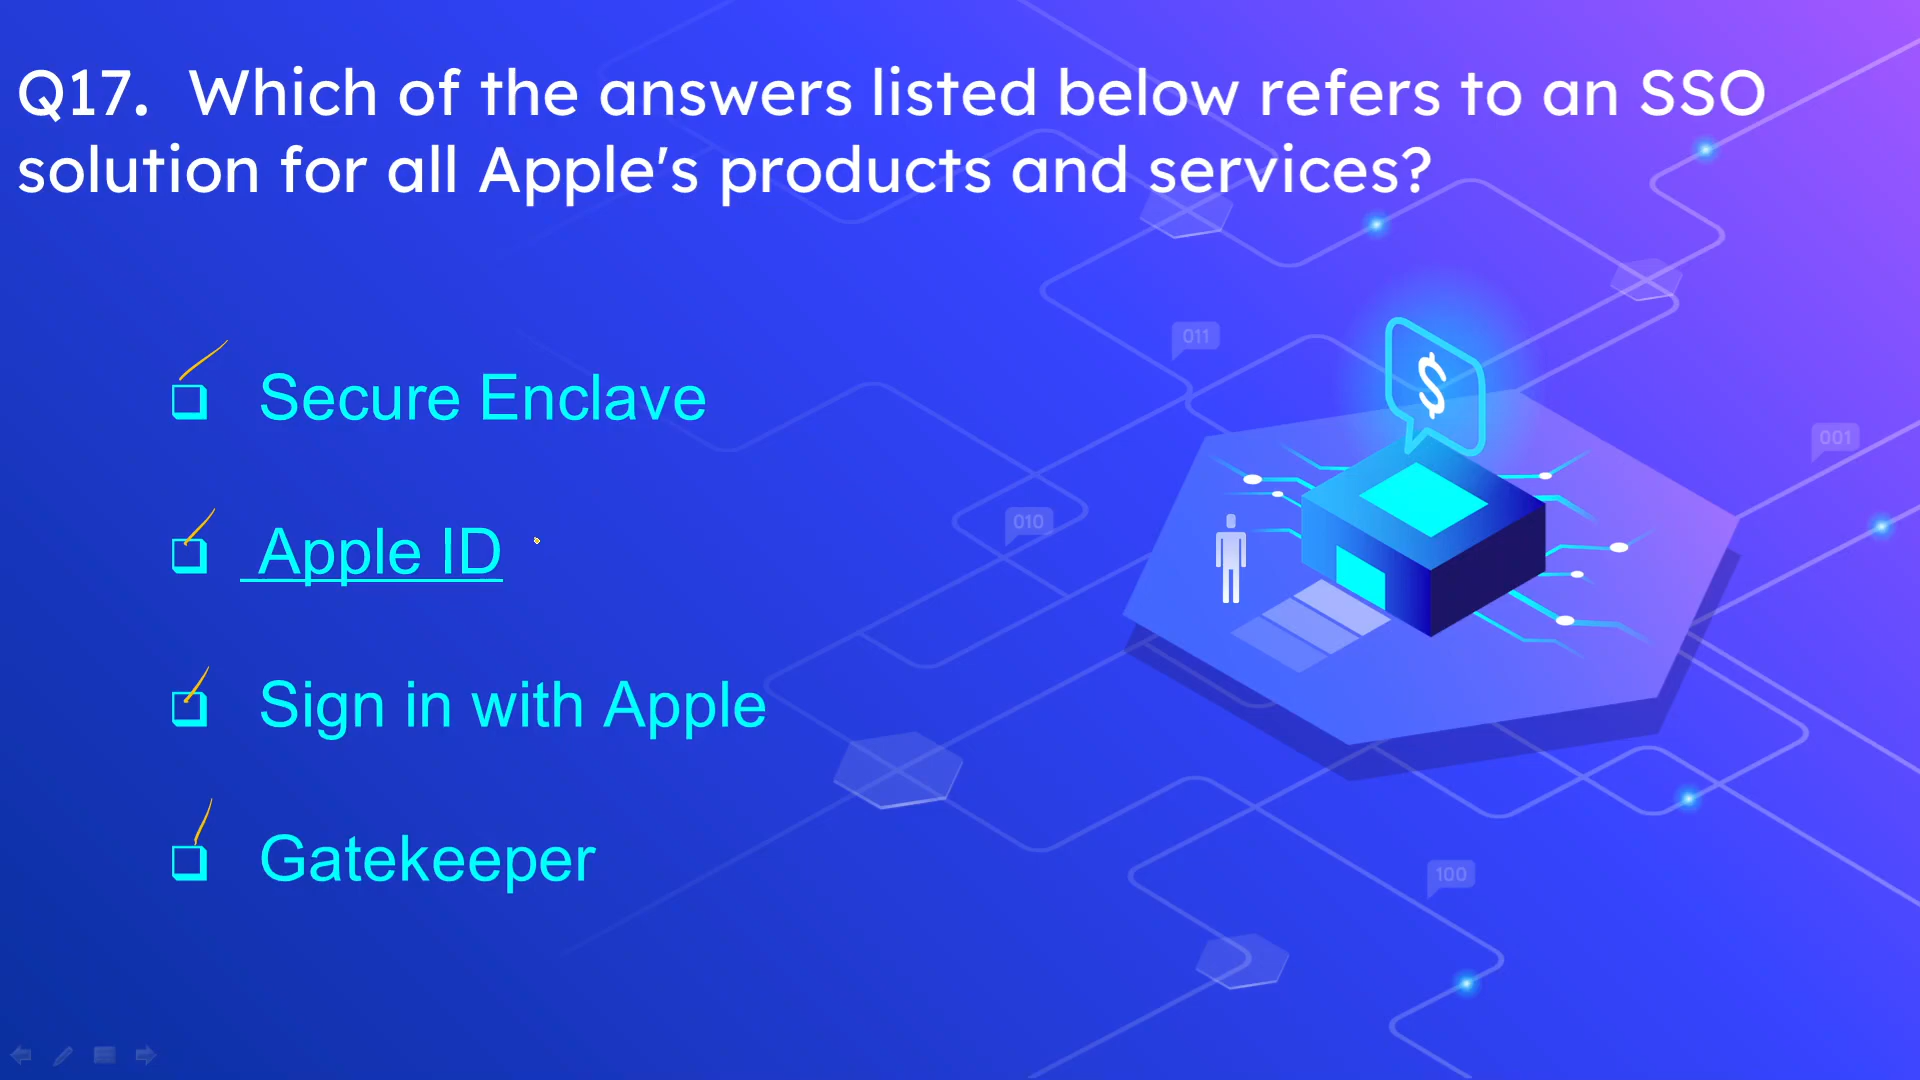 Q17. Which of the answers listed below refers to an SSO
solution for all Apple's products and services?
Secure Enclave
Apple ID
Sign in with Apple
Gatekeeper
011
010
001
100
$